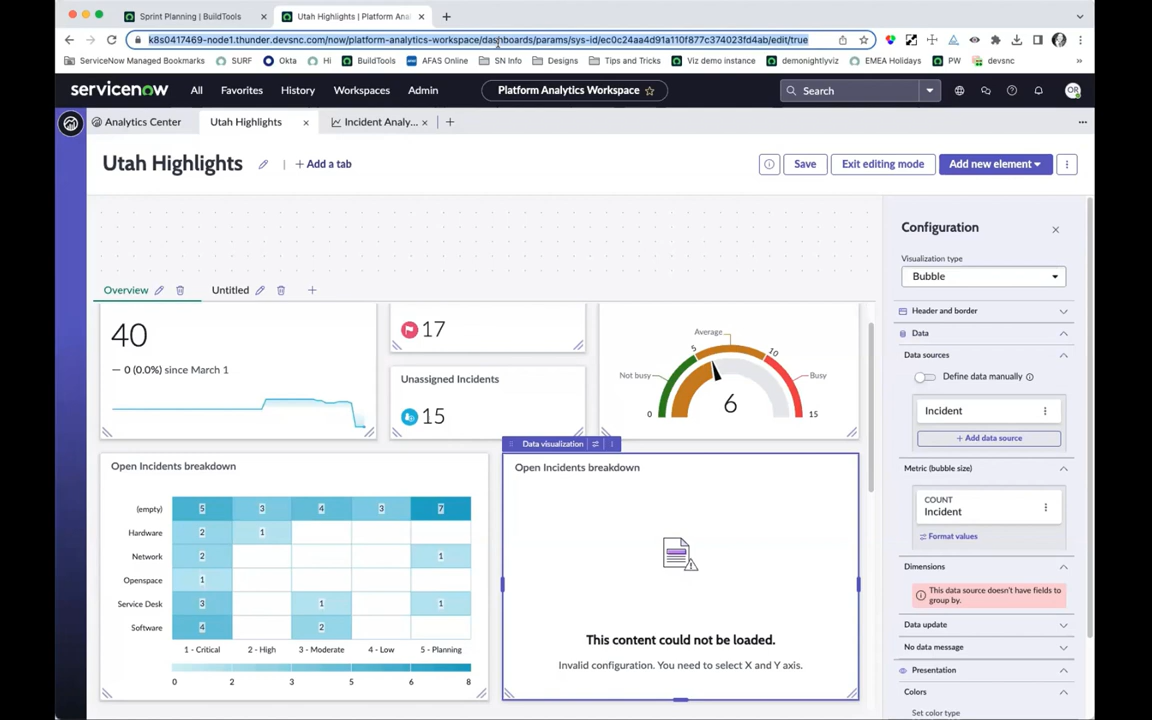 Sprint Planning | BuildTools
Utah Highlights | Platform Anal
k8s0417469-node1.thunder.devsnc.com/now/platform-analytics-workspace/dashboards/params/sys-id/ec0c24aa4d91a110f877c374023fd4ab/edit/true
ServiceNow Managed Bookmarks
SURF
Okta
Hi
BuildTools
AFAS Online
SN Info
Designs
Tips and Tricks
Viz demo instance
demonightlyviz
EMEA Holidays
PW
devsnc
servicenow
All
Favorites
History
Workspaces
Admin
Platform Analytics Workspace
Search
OR
Analytics Center
Utah Highlights
Incident Analy...
Utah Highlights
+ Add a tab
Save
Exit editing mode
Add new element
Overview
Untitled
40
— 0 (0.0%) since March 1
17
Unassigned Incidents
15
Average
5
10
Not busy
Busy
0
6
15
Data visualization
Open Incidents breakdown
(empty) 5 3 4 3 7
Hardware 2 1
Network 2 1
Openspace 1
Service Desk 3 1 1
Software 4 2
1 - Critical 2 - High 3 - Moderate 4 - Low 5 - Planning
0 2 3 5 6 8
Open Incidents breakdown
This content could not be loaded.
Invalid configuration. You need to select X and Y axis.
Configuration
Visualization type
Bubble
Header and border
Data
Data sources
Define data manually
Incident
+ Add data source
Metric (bubble size)
COUNT
Incident
Format values
Dimensions
This data source doesn't have fields to
group by.
Data update
No data message
Presentation
Colors
Set color type